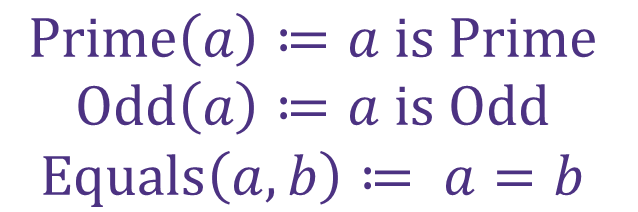 Prime(a) ≔ a is Prime
Odd(a) ≔ a is Odd
Equals(a, b) ≔ a = b